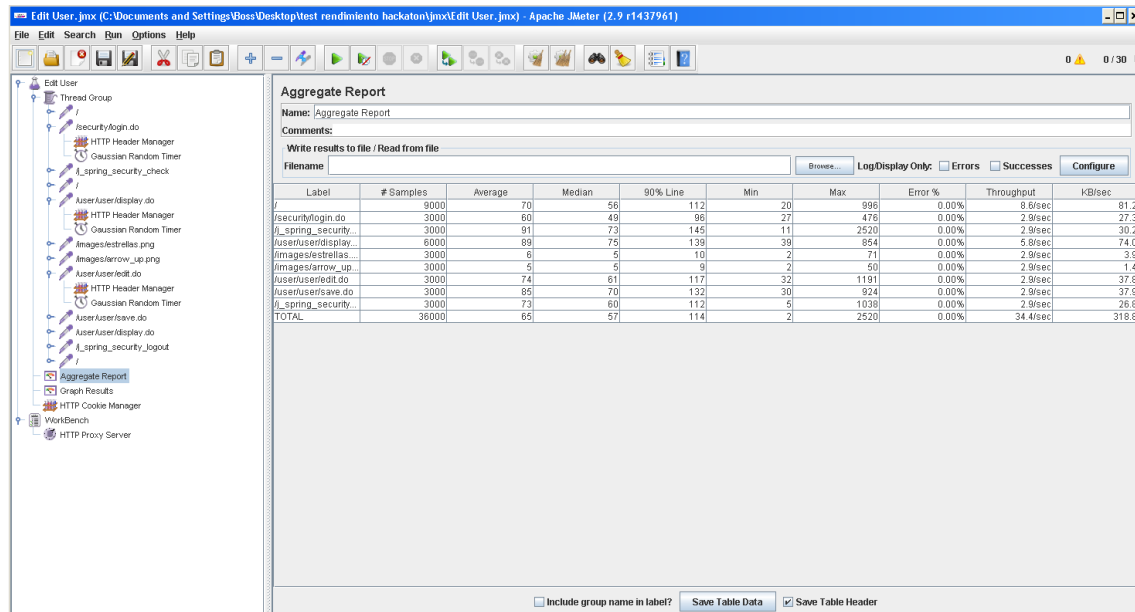 Edit User.jmx (C:\Documents and Settings\Boss\Desktop\test rendimiento hackaton\jmx\Edit User.jmx) - Apache JMeter (2.9 r1437961)
File Edit Search Run Options Help
0 0 / 30
Edit User
Thread Group
/
/security/login.do
HTTP Header Manager
Gaussian Random Timer
/j_spring_security_check
/
/user/user/display.do
HTTP Header Manager
Gaussian Random Timer
/images/estrellas.png
/images/arrow_up.png
/user/user/edit.do
HTTP Header Manager
Gaussian Random Timer
/user/user/save.do
/user/user/display.do
/j_spring_security_logout
/
Aggregate Report
Graph Results
HTTP Cookie Manager
WorkBench
HTTP Proxy Server
Aggregate Report
Name: Aggregate Report
Comments:
Write results to file / Read from file
Filename Browse... Log/Display Only: Errors Successes Configure
Label # Samples Average Median 90% Line Min Max Error % Throughput KB/sec
/ 9000 70 56 112 20 996 0.00% 8.6/sec 81.2
/security/login.do 3000 60 49 96 27 476 0.00% 2.9/sec 27.3
/j_spring_security... 3000 91 73 145 11 2520 0.00% 2.9/sec 30.2
/user/user/display... 6000 89 75 139 39 854 0.00% 5.8/sec 74.0
/images/estrellas.... 3000 6 5 10 2 71 0.00% 2.9/sec 3.9
/images/arrow_up... 3000 5 5 9 2 50 0.00% 2.9/sec 1.4
/user/user/edit.do 3000 74 61 117 32 1191 0.00% 2.9/sec 37.8
/user/user/save.do 3000 85 70 132 30 924 0.00% 2.9/sec 37.9
/j_spring_security... 3000 73 60 112 5 1038 0.00% 2.9/sec 26.8
TOTAL 36000 65 57 114 2 2520 0.00% 34.4/sec 318.8
Include group name in label? Save Table Data Save Table Header